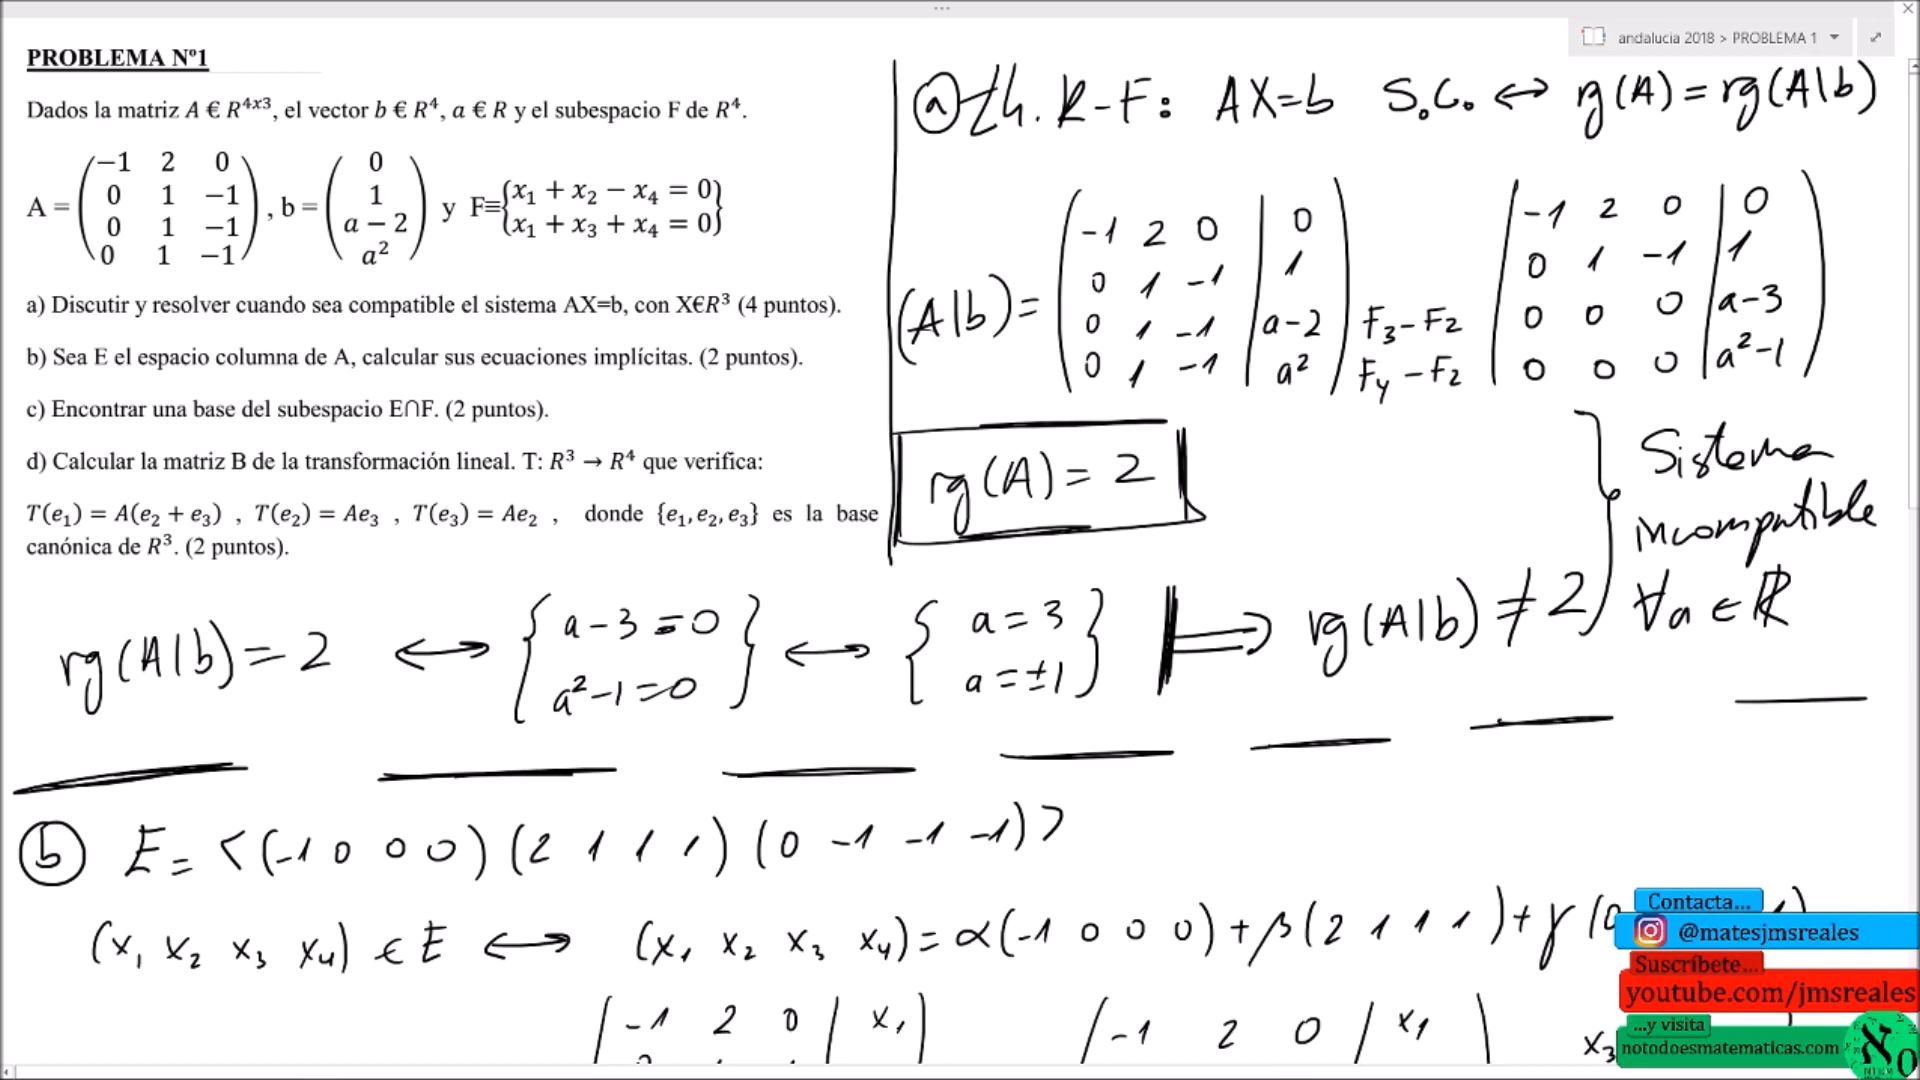 andalucia 2018 > PROBLEMA 1
PROBLEMA Nº1
Dados la matriz A € R^{4x3}, el vector b € R^4, a € R y el subespacio F de R^4.
A = (−1 2 0; 0 1 −1; 0 1 −1; 0 1 −1), b = (0; 1; a − 2; a^2) y F≡{x_1 + x_2 − x_4 = 0; x_1 + x_3 + x_4 = 0}
a) Discutir y resolver cuando sea compatible el sistema AX=b, con X€R^3 (4 puntos).
b) Sea E el espacio columna de A, calcular sus ecuaciones implícitas. (2 puntos).
c) Encontrar una base del subespacio E∩F. (2 puntos).
d) Calcular la matriz B de la transformación lineal. T: R^3 → R^4 que verifica:
T(e_1) = A(e_2 + e_3) , T(e_2) = Ae_3 , T(e_3) = Ae_2 , donde {e_1, e_2, e_3} es la base
canónica de R^3. (2 puntos).
ⓐ th. R-F: AX=b S.C. ↔ rg(A) = rg(A|b)
(A|b) = (-1 2 0 | 0; 0 1 -1 | 1; 0 1 -1 | a-2; 0 1 -1 | a^2) F_3-F_2 F_4-F_2 (-1 2 0 | 0; 0 1 -1 | 1; 0 0 0 | a-3; 0 0 0 | a^2-1)
rg(A) = 2
Sistema
incompatible
∀a ∈ ℝ
rg(A|b) = 2 ↔ {a-3=0; a^2-1=0} ↔ {a=3; a=±1} ⟹ rg(A|b) ≠ 2
ⓑ E = <(-1 0 0 0) (2 1 1 1) (0 -1 -1 -1)>
(x_1 x_2 x_3 x_4) ∈ E ↔ (x_1 x_2 x_3 x_4) = α(-1 0 0 0) + β(2 1 1 1) + γ(0
-1 2 0 | x_1
-1 2 0 | x_1
x_3
Contacta...
@matesjmsreales
Suscríbete...
youtube.com/jmsreales
...y visita
notodoesmatematicas.com